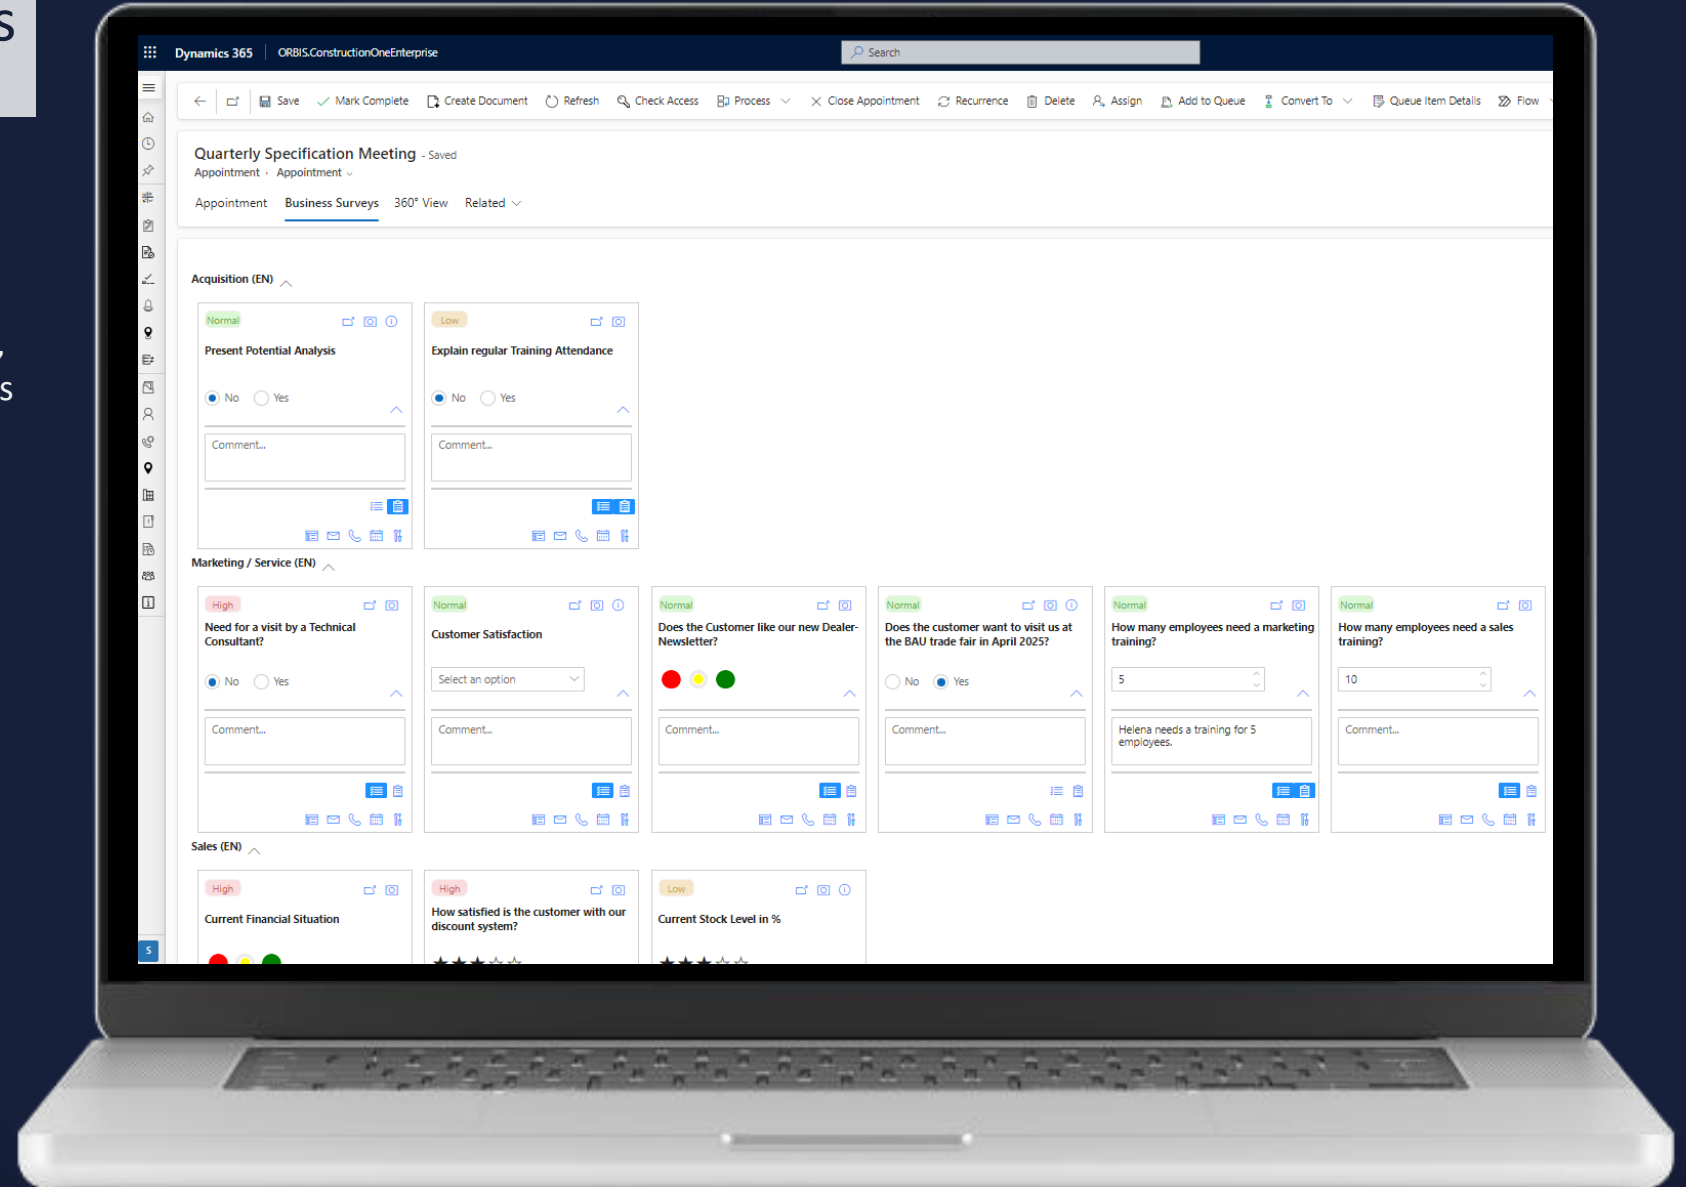 s
,
s
Dynamics 365 ORBIS.ConstructionOneEnterprise Search
Save Mark Complete Create Document Refresh Check Access Process Close Appointment Recurrence Delete Assign Add to Queue Convert To Queue Item Details Flow
Quarterly Specification Meeting - Saved
Appointment · Appointment
Appointment Business Surveys 360° View Related
Acquisition (EN)
Normal
Present Potential Analysis
No Yes
Comment...
Low
Explain regular Training Attendance
No Yes
Comment...
Marketing / Service (EN)
High
Need for a visit by a Technical
Consultant?
No Yes
Comment...
Normal
Customer Satisfaction
Select an option
Comment...
Normal
Does the Customer like our new Dealer-
Newsletter?
Comment...
Normal
Does the customer want to visit us at
the BAU trade fair in April 2025?
No Yes
Comment...
Normal
How many employees need a marketing
training?
5
Helena needs a training for 5
employees.
Normal
How many employees need a sales
training?
10
Comment...
Sales (EN)
High
Current Financial Situation
High
How satisfied is the customer with our
discount system?
Low
Current Stock Level in %
S